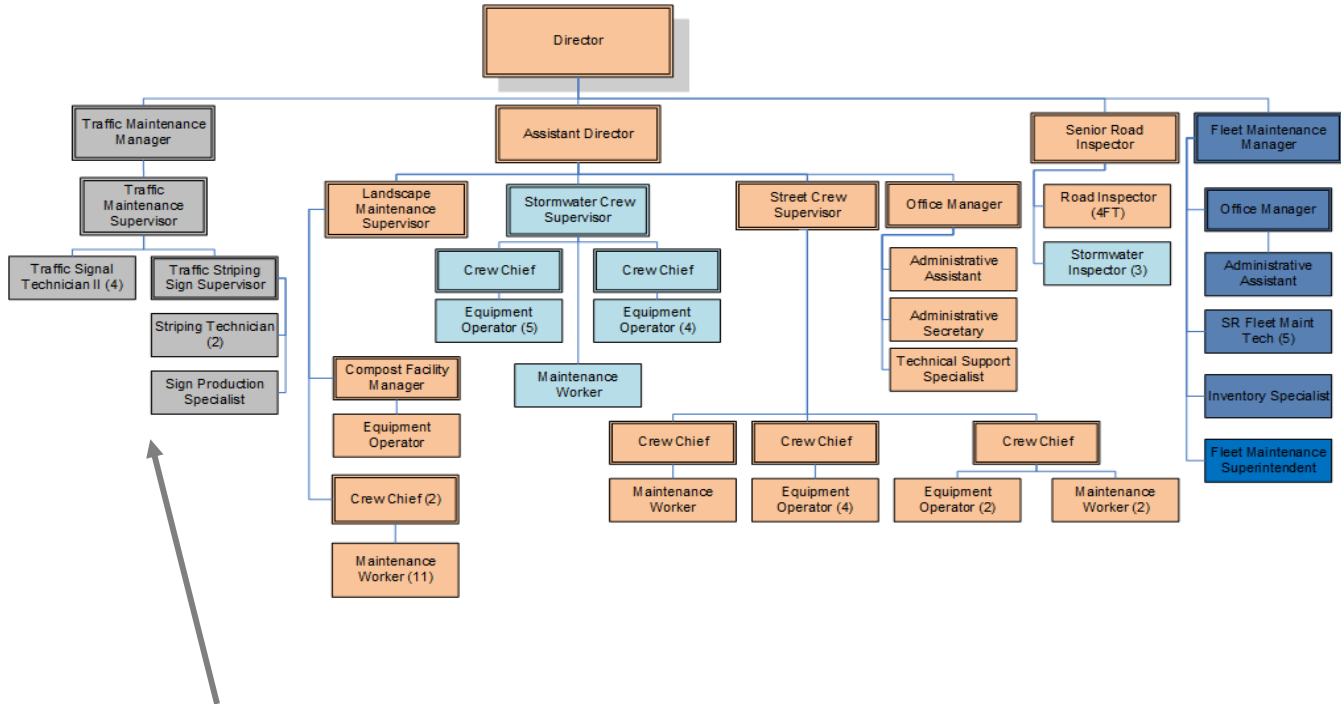 Director
Traffic Maintenance
Manager
Assistant Director
Senior Road
Inspector
Fleet Maintenance
Manager
Traffic
Maintenance
Supervisor
Landscape
Maintenance
Supervisor
Stormwater Crew
Supervisor
Street Crew
Supervisor
Office Manager
Road Inspector
(4FT)
Office Manager
Traffic Signal
Technician II (4)
Traffic Striping
Sign Supervisor
Crew Chief
Crew Chief
Administrative
Assistant
Stormwater
Inspector (3)
Administrative
Assistant
Striping Technician
(2)
Equipment
Operator (5)
Equipment
Operator (4)
Administrative
Secretary
SR Fleet Maint
Tech (5)
Sign Production
Specialist
Compost Facility
Manager
Maintenance
Worker
Technical Support
Specialist
Inventory Specialist
Equipment
Operator
Crew Chief
Crew Chief
Crew Chief
Fleet Maintenance
Superintendent
Crew Chief (2)
Maintenance
Worker
Equipment
Operator (4)
Equipment
Operator (2)
Maintenance
Worker (2)
Maintenance
Worker (11)